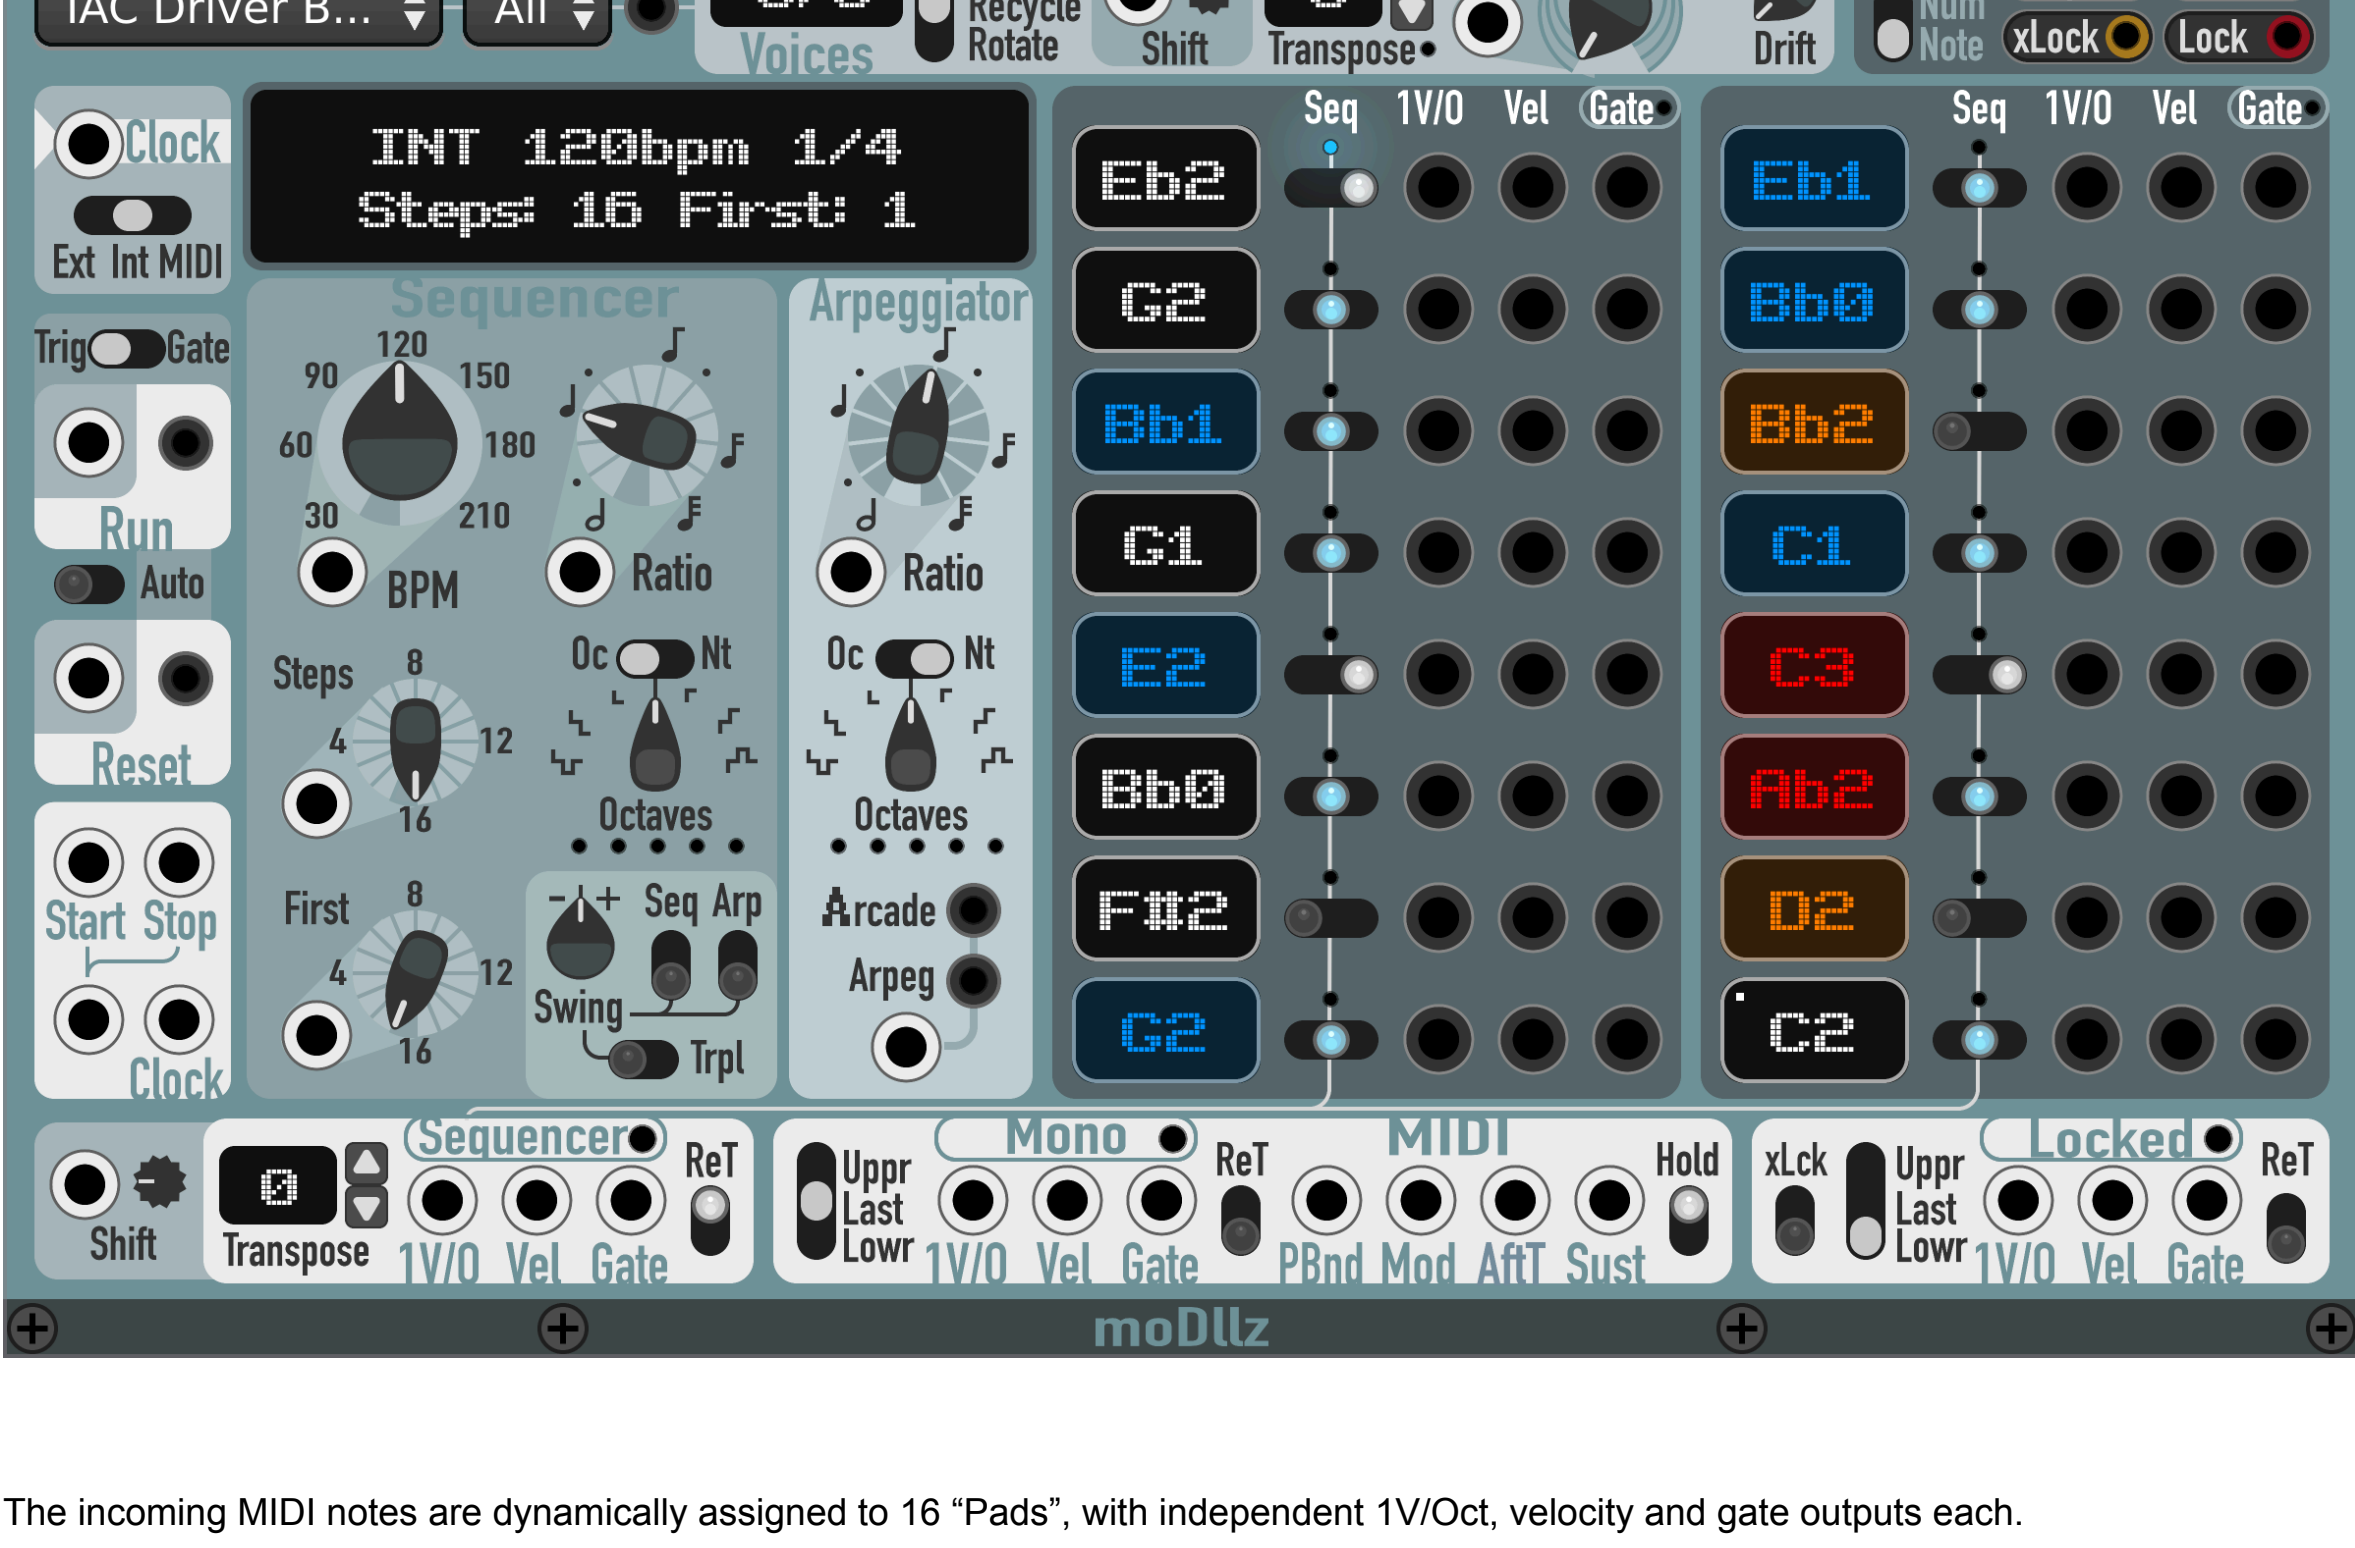 IAC Driver B... All
Voices
Recycle
Rotate
Shift
Transpose
Drift
Num
Note
xLock
Lock
Clock
Ext Int MIDI
INT 120bpm 1/4
Steps: 16 First: 1
Trig Gate
Run
Auto
Reset
Start Stop
Clock
Sequencer
120
90 150
60 180
30 210
BPM
Ratio
Steps
8
4 12
16
Oc Nt
Octaves
First
8
4 12
16
- +
Seq Arp
Swing
Trpl
Arpeggiator
Ratio
Oc Nt
Octaves
Arcade
Arpeg
Seq 1V/O Vel Gate
Eb2
G2
Bb1
G1
E2
Bb0
F#2
G2
Seq 1V/O Vel Gate
Eb1
Bb0
Bb2
C1
C3
Ab2
D2
C2
Shift
0
Transpose
Sequencer
1V/O Vel Gate
ReT
Uppr
Last
Lowr
Mono
1V/O Vel Gate
ReT
MIDI
PBnd Mod AftT Sust
Hold
xLck
Uppr
Last
Lowr
Locked
1V/O Vel Gate
ReT
moDllz
The incoming MIDI notes are dynamically assigned to 16 “Pads”, with independent 1V/Oct, velocity and gate outputs each.